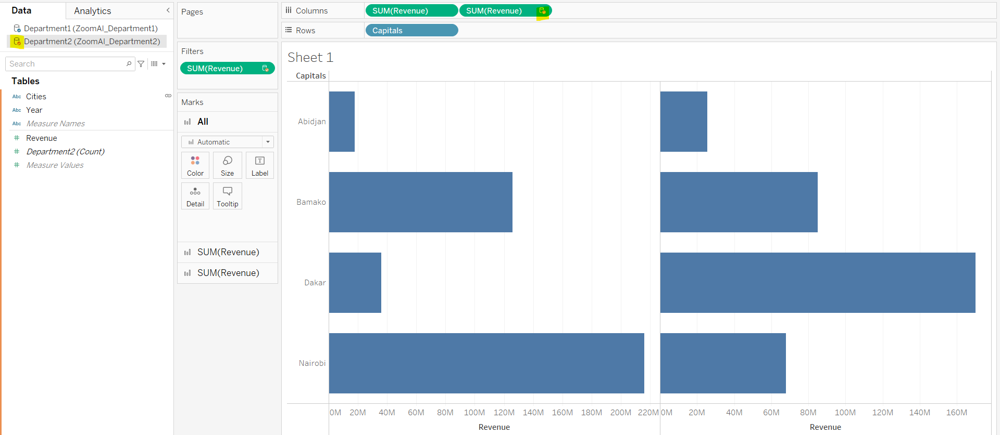 Data
Analytics
Department1 (ZoomAI_Department1)
Department2 (ZoomAI_Department2)
Search
Tables
Abc Cities
Abc Year
Abc Measure Names
# Revenue
# Department2 (Count)
# Measure Values
Pages
Filters
SUM(Revenue)
Marks
All
Automatic
Color Size Label
Detail Tooltip
SUM(Revenue)
SUM(Revenue)
Columns SUM(Revenue) SUM(Revenue)
Rows Capitals
Sheet 1
Capitals
Abidjan
Bamako
Dakar
Nairobi
0M 20M 40M 60M 80M 100M 120M 140M 160M 180M 200M 220M 0M 20M 40M 60M 80M 100M 120M 140M 160M
Revenue Revenue